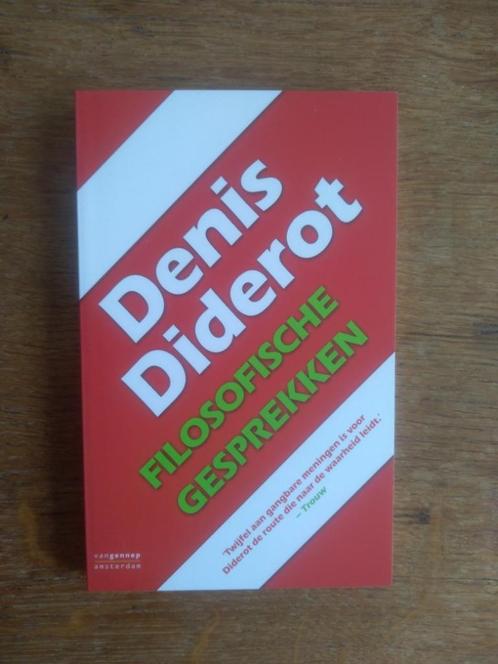 Denis
Diderot
FILOSOFISCHE
GESPREKKEN
'Twijfel aan gangbare meningen is voor
Diderot de route die naar de waarheid leidt.'
– Trouw
vangennep
amsterdam